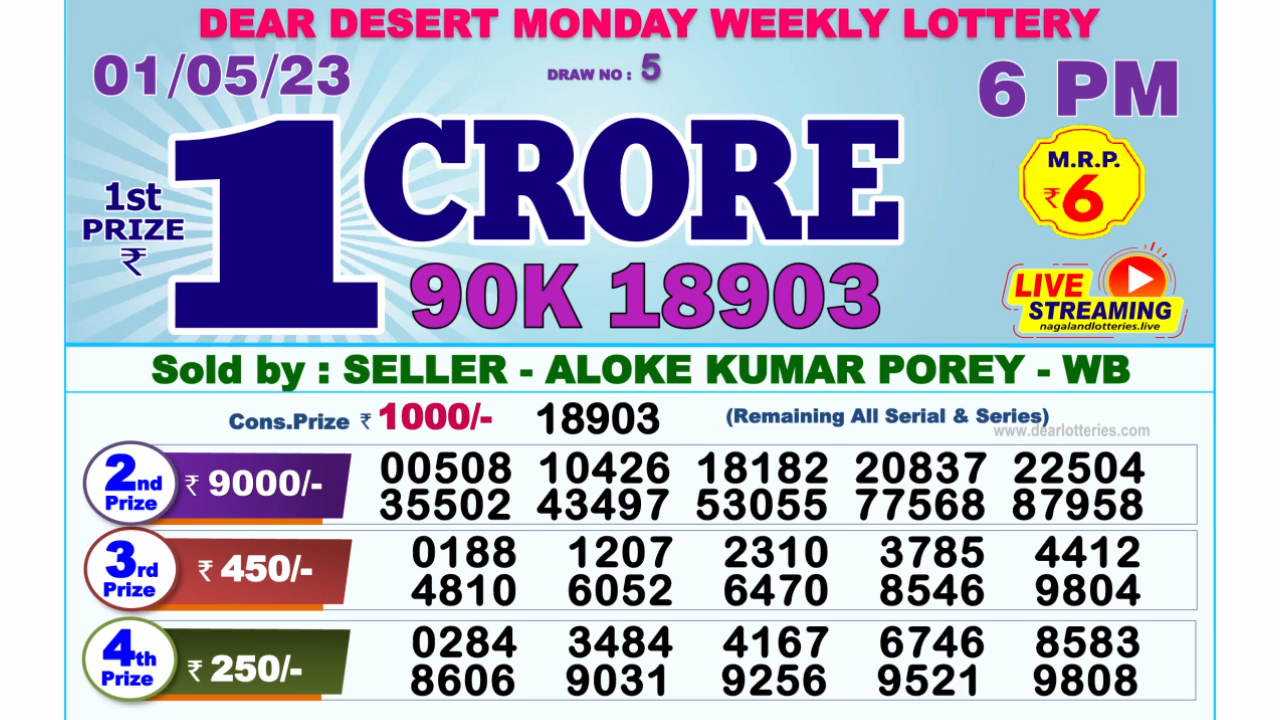 DEAR DESERT MONDAY WEEKLY LOTTERY
01/05/23
DRAW NO : 5
6 PM
1st PRIZE ₹
1 CRORE
90K 18903
M.R.P.
₹6
LIVE
STREAMING
nagalandlotteries.live
Sold by : SELLER - ALOKE KUMAR POREY - WB
Cons.Prize ₹ 1000/- 18903 (Remaining All Serial & Series)
www.dearlotteries.com
2nd Prize ₹ 9000/-
00508 10426 18182 20837 22504
35502 43497 53055 77568 87958
3rd Prize ₹ 450/-
0188 1207 2310 3785 4412
4810 6052 6470 8546 9804
4th Prize ₹ 250/-
0284 3484 4167 6746 8583
8606 9031 9256 9521 9808